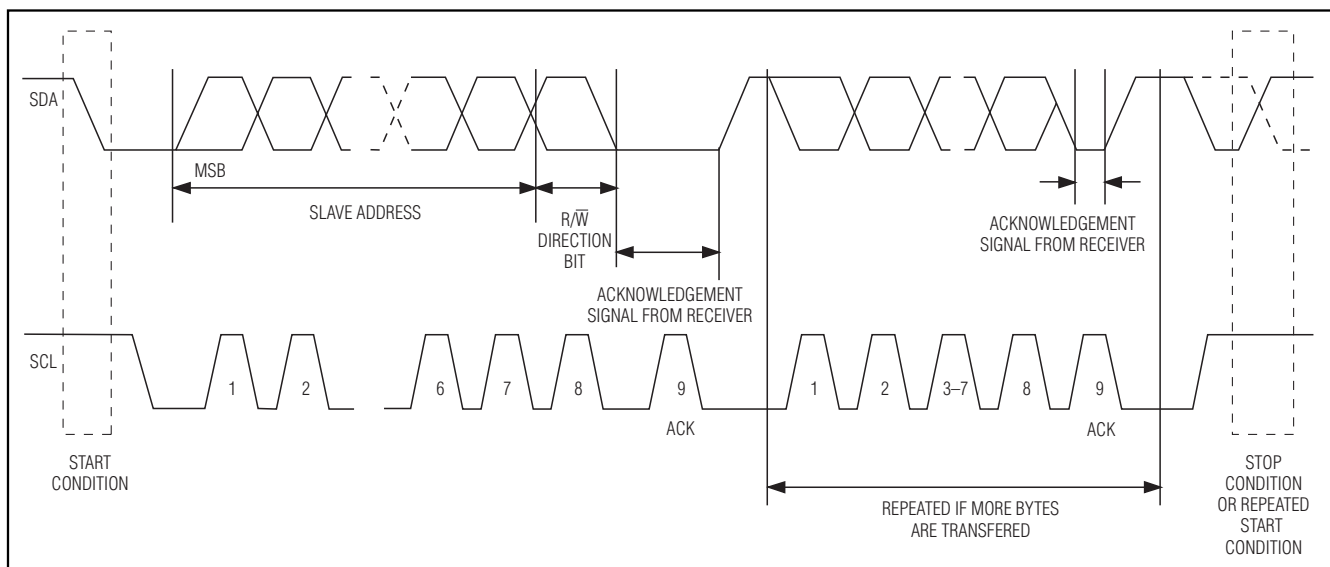 SDA
MSB
SLAVE ADDRESS
R/W̅
DIRECTION
BIT
ACKNOWLEDGEMENT
SIGNAL FROM RECEIVER
ACKNOWLEDGEMENT
SIGNAL FROM RECEIVER
SCL
1
2
6
7
8
9
1
2
3–7
8
9
ACK
ACK
START
CONDITION
REPEATED IF MORE BYTES
ARE TRANSFERED
STOP
CONDITION
OR REPEATED
START
CONDITION